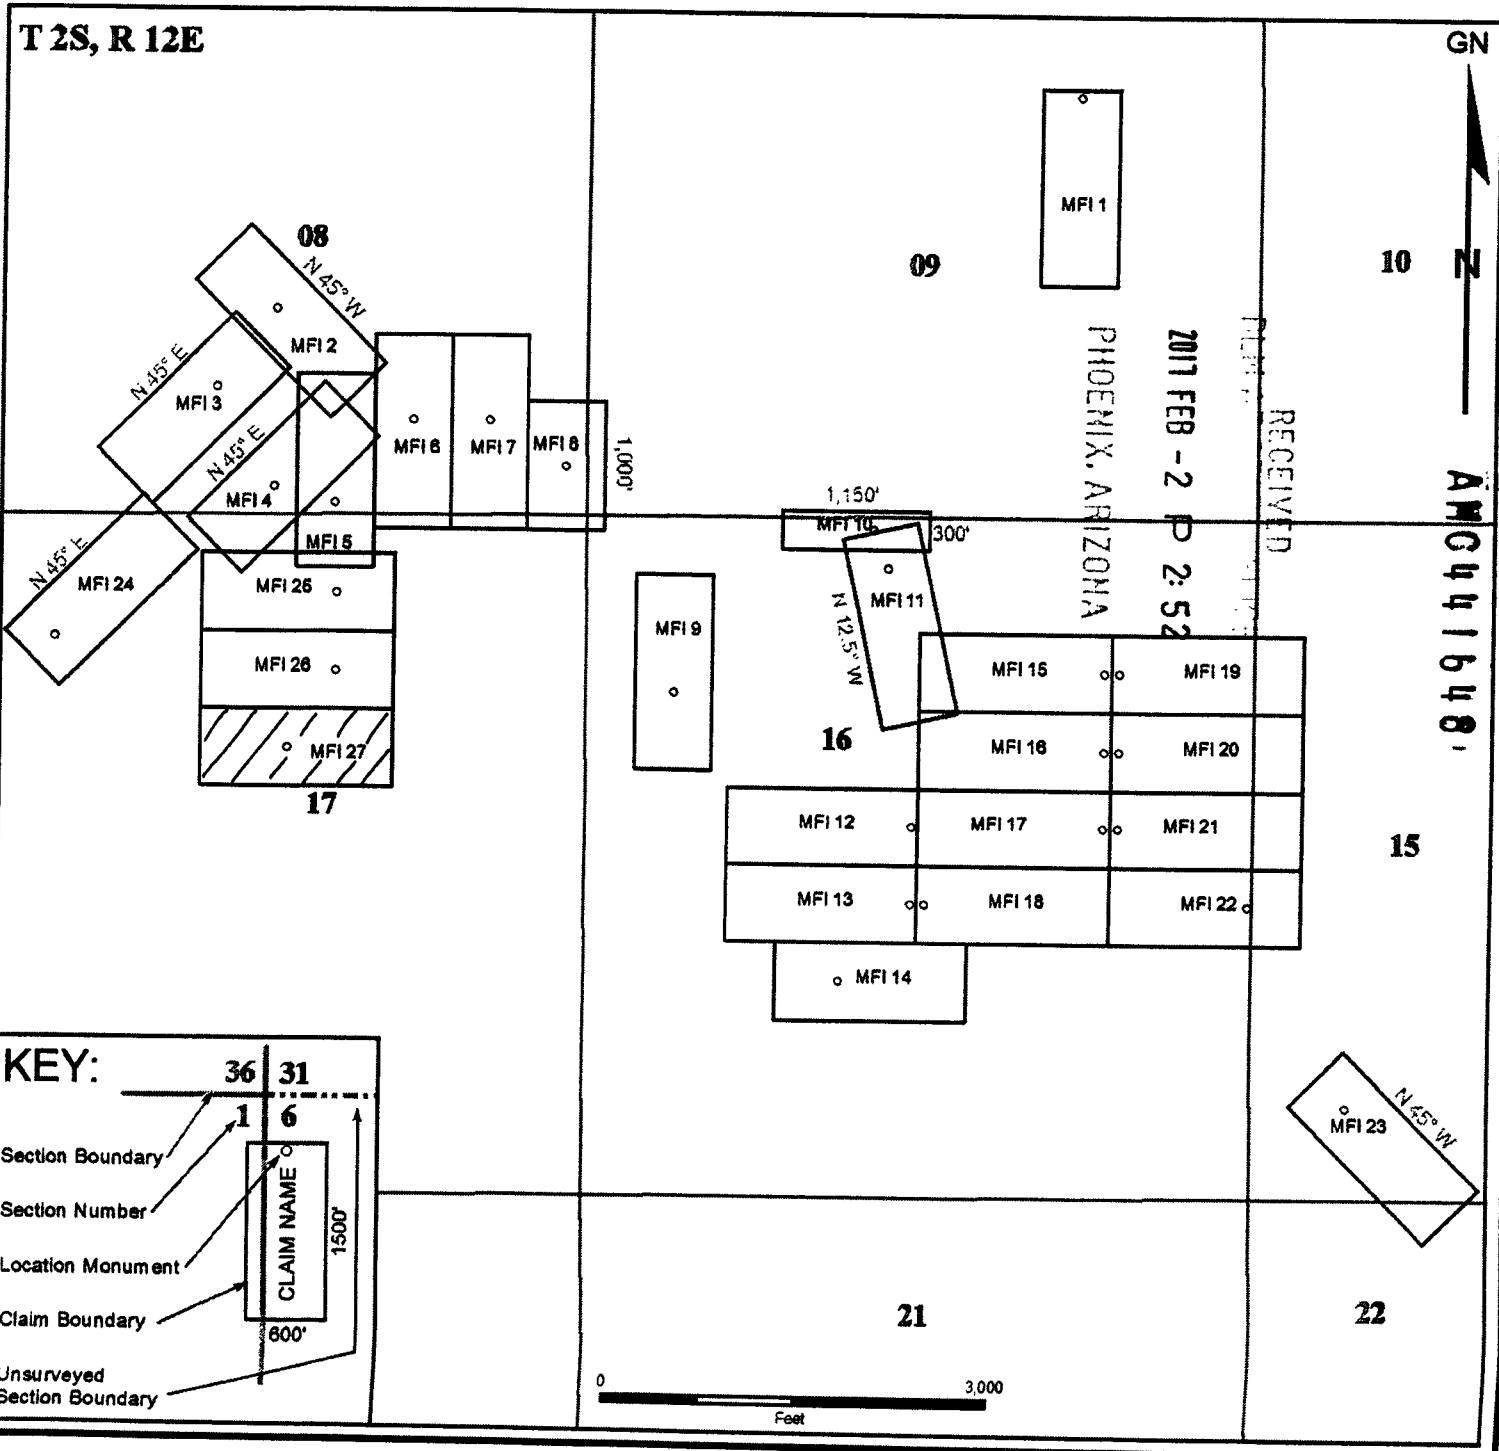 T 2S, R 12E
GN
N
08
09
10
MFI 1
N 45° W
MFI 2
N 45° E
MFI 3
N 45° E
MFI 4
MFI 5
MFI 6
MFI 7
MFI 8
1,000'
N 45° E
MFI 24
MFI 25
MFI 26
MFI 27
17
RECEIVED
2017 FEB -2 P 2:52
PHOENIX, ARIZONA
AMC441648
1,150'
MFI 10
300'
MFI 9
MFI 11
N 12.5° W
16
MFI 15
MFI 19
MFI 16
MFI 20
MFI 12
MFI 17
MFI 21
15
MFI 13
MFI 18
MFI 22
MFI 14
MFI 23
N 45° W
21
22
KEY:
36 31
1 6
Section Boundary
Section Number
Location Monument
Claim Boundary
Unsurveyed
Section Boundary
CLAIM NAME
1500'
600'
0
3,000
Feet